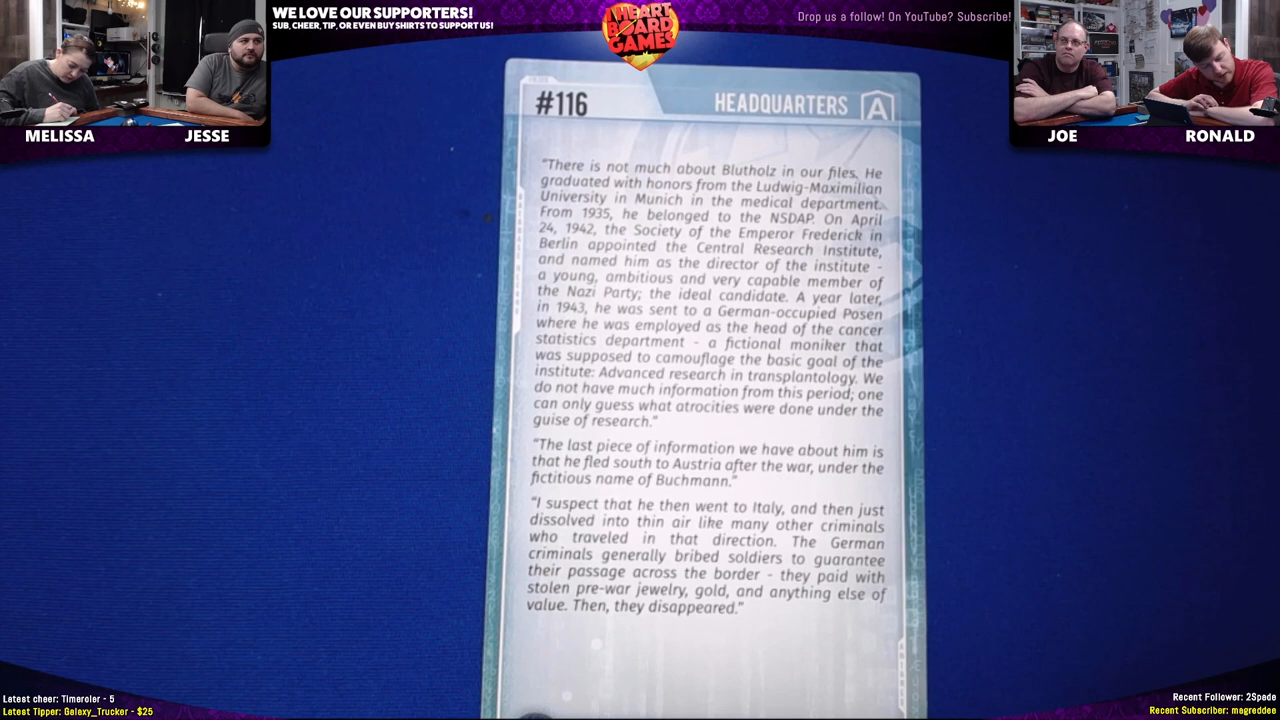 WE LOVE OUR SUPPORTERS!
SUB, CHEER, TIP, OR EVEN BUY SHIRTS TO SUPPORT US!
I HEART
BOARD
GAMES
Drop us a follow! On YouTube? Subscribe!
MELISSA
JESSE
JOE
RONALD
#116
HEADQUARTERS
A
"There is not much about Blutholz in our files. He
graduated with honors from the Ludwig-Maximilian
University in Munich in the medical department.
From 1935, he belonged to the NSDAP. On April
24, 1942, the Society of the Emperor Frederick in
Berlin appointed the Central Research Institute,
and named him as the director of the institute -
a young, ambitious and very capable member of
the Nazi Party; the ideal candidate. A year later,
in 1943, he was sent to a German-occupied Posen
where he was employed as the head of the cancer
statistics department - a fictional moniker that
was supposed to camouflage the basic goal of the
institute: Advanced research in transplantology. We
do not have much information from this period; one
can only guess what atrocities were done under the
guise of research."
"The last piece of information we have about him is
that he fled south to Austria after the war, under the
fictitious name of Buchmann."
"I suspect that he then went to Italy, and then just
dissolved into thin air like many other criminals
who traveled in that direction. The German
criminals generally bribed soldiers to guarantee
their passage across the border - they paid with
stolen pre-war jewelry, gold, and anything else of
value. Then, they disappeared."
ANTARES
Latest cheer: Timeroler - 5
Latest Tipper: Galaxy_Trucker - $25
Recent Follower: 2Spede
Recent Subscriber: magreddee